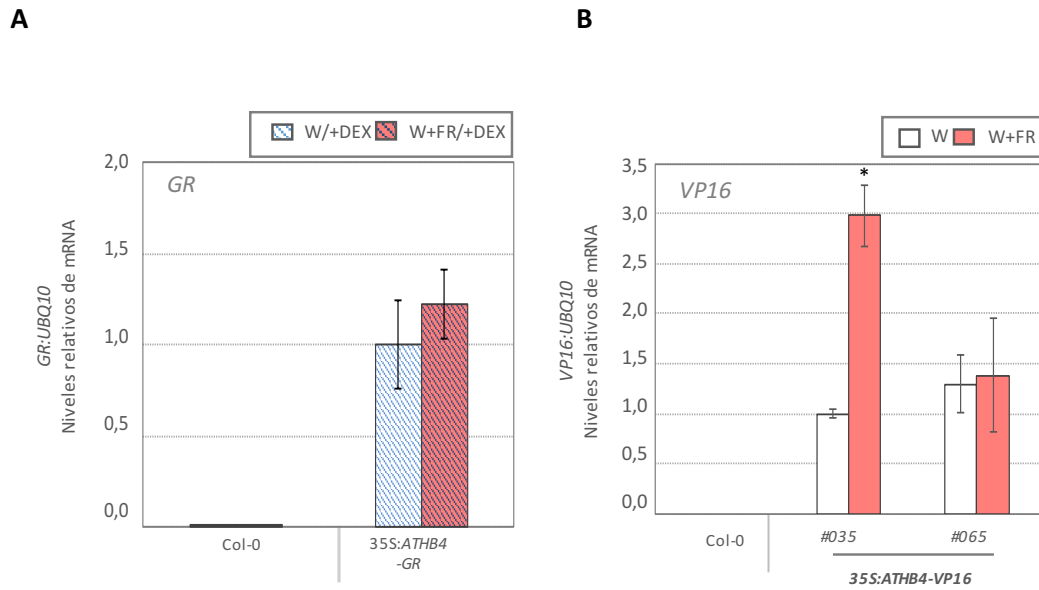 A
W/+DEX W+FR/+DEX
GR
2,0
1,5
1,0
0,5
0,0
GR:UBQ10
Niveles relativos de mRNA
Col-0
35S:ATHB4
-GR
B
W W+FR
VP16
*
3,5
3,0
2,5
2,0
1,5
1,0
0,5
0,0
VP16:UBQ10
Niveles relativos de mRNA
Col-0
#035 #065
35S:ATHB4-VP16